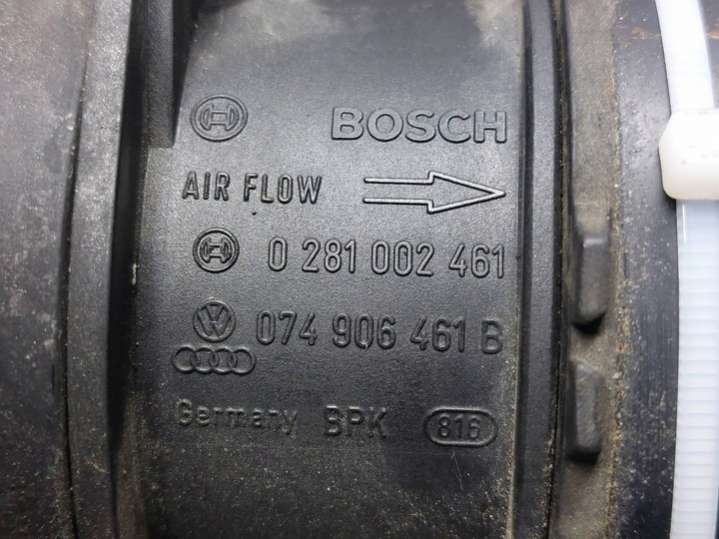 BOSCH
AIR FLOW
0 281 002 461
074 906 461 B
Germany BPK 816